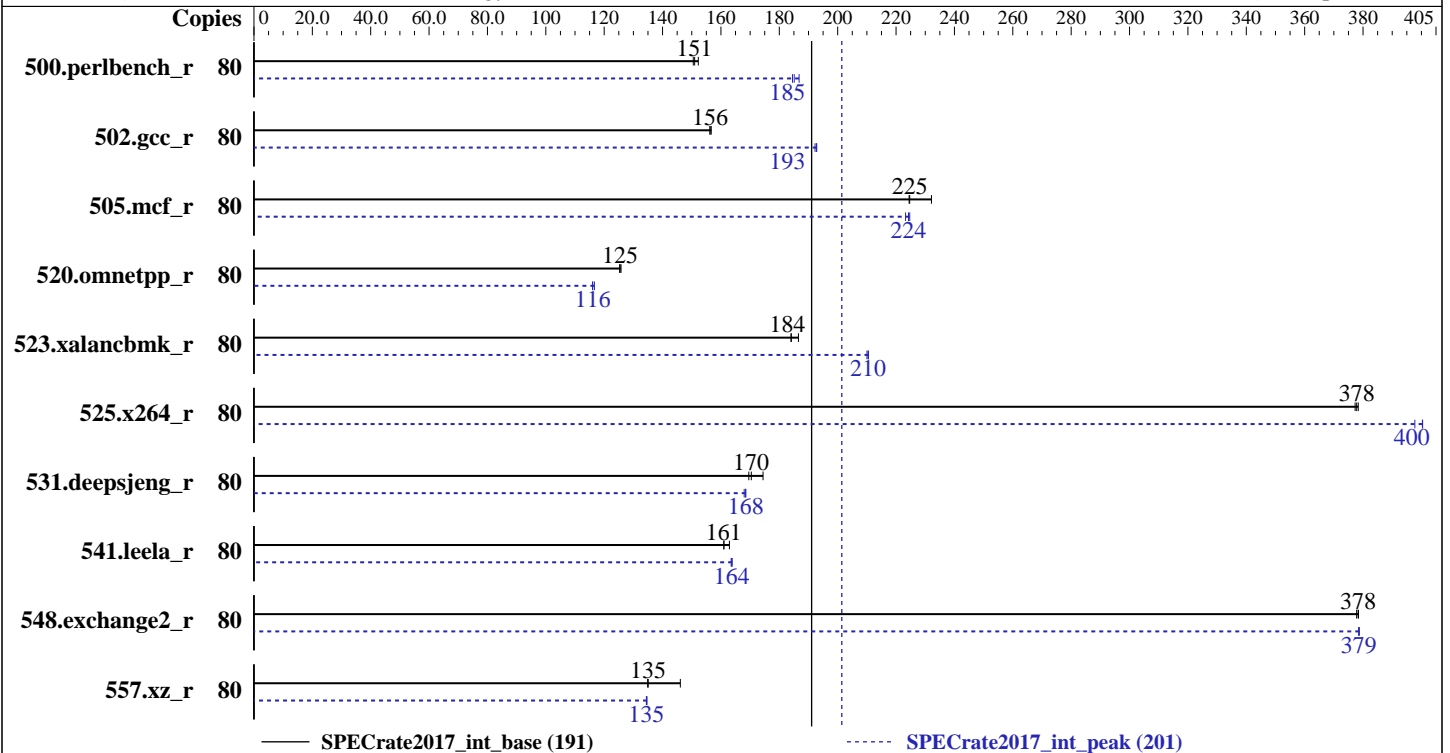 Copies 0 20.0 40.0 60.0 80.0 100 120 140 160 180 200 220 240 260 280 300 320 340 360 380 405
151
500.perlbench_r 80
185
156
502.gcc_r 80
193
225
505.mcf_r 80
224
125
520.omnetpp_r 80
116
184
523.xalancbmk_r 80
210
378
525.x264_r 80
400
170
531.deepsjeng_r 80
168
161
541.leela_r 80
164
378
548.exchange2_r 80
379
135
557.xz_r 80
135
SPECrate2017_int_base (191) SPECrate2017_int_peak (201)